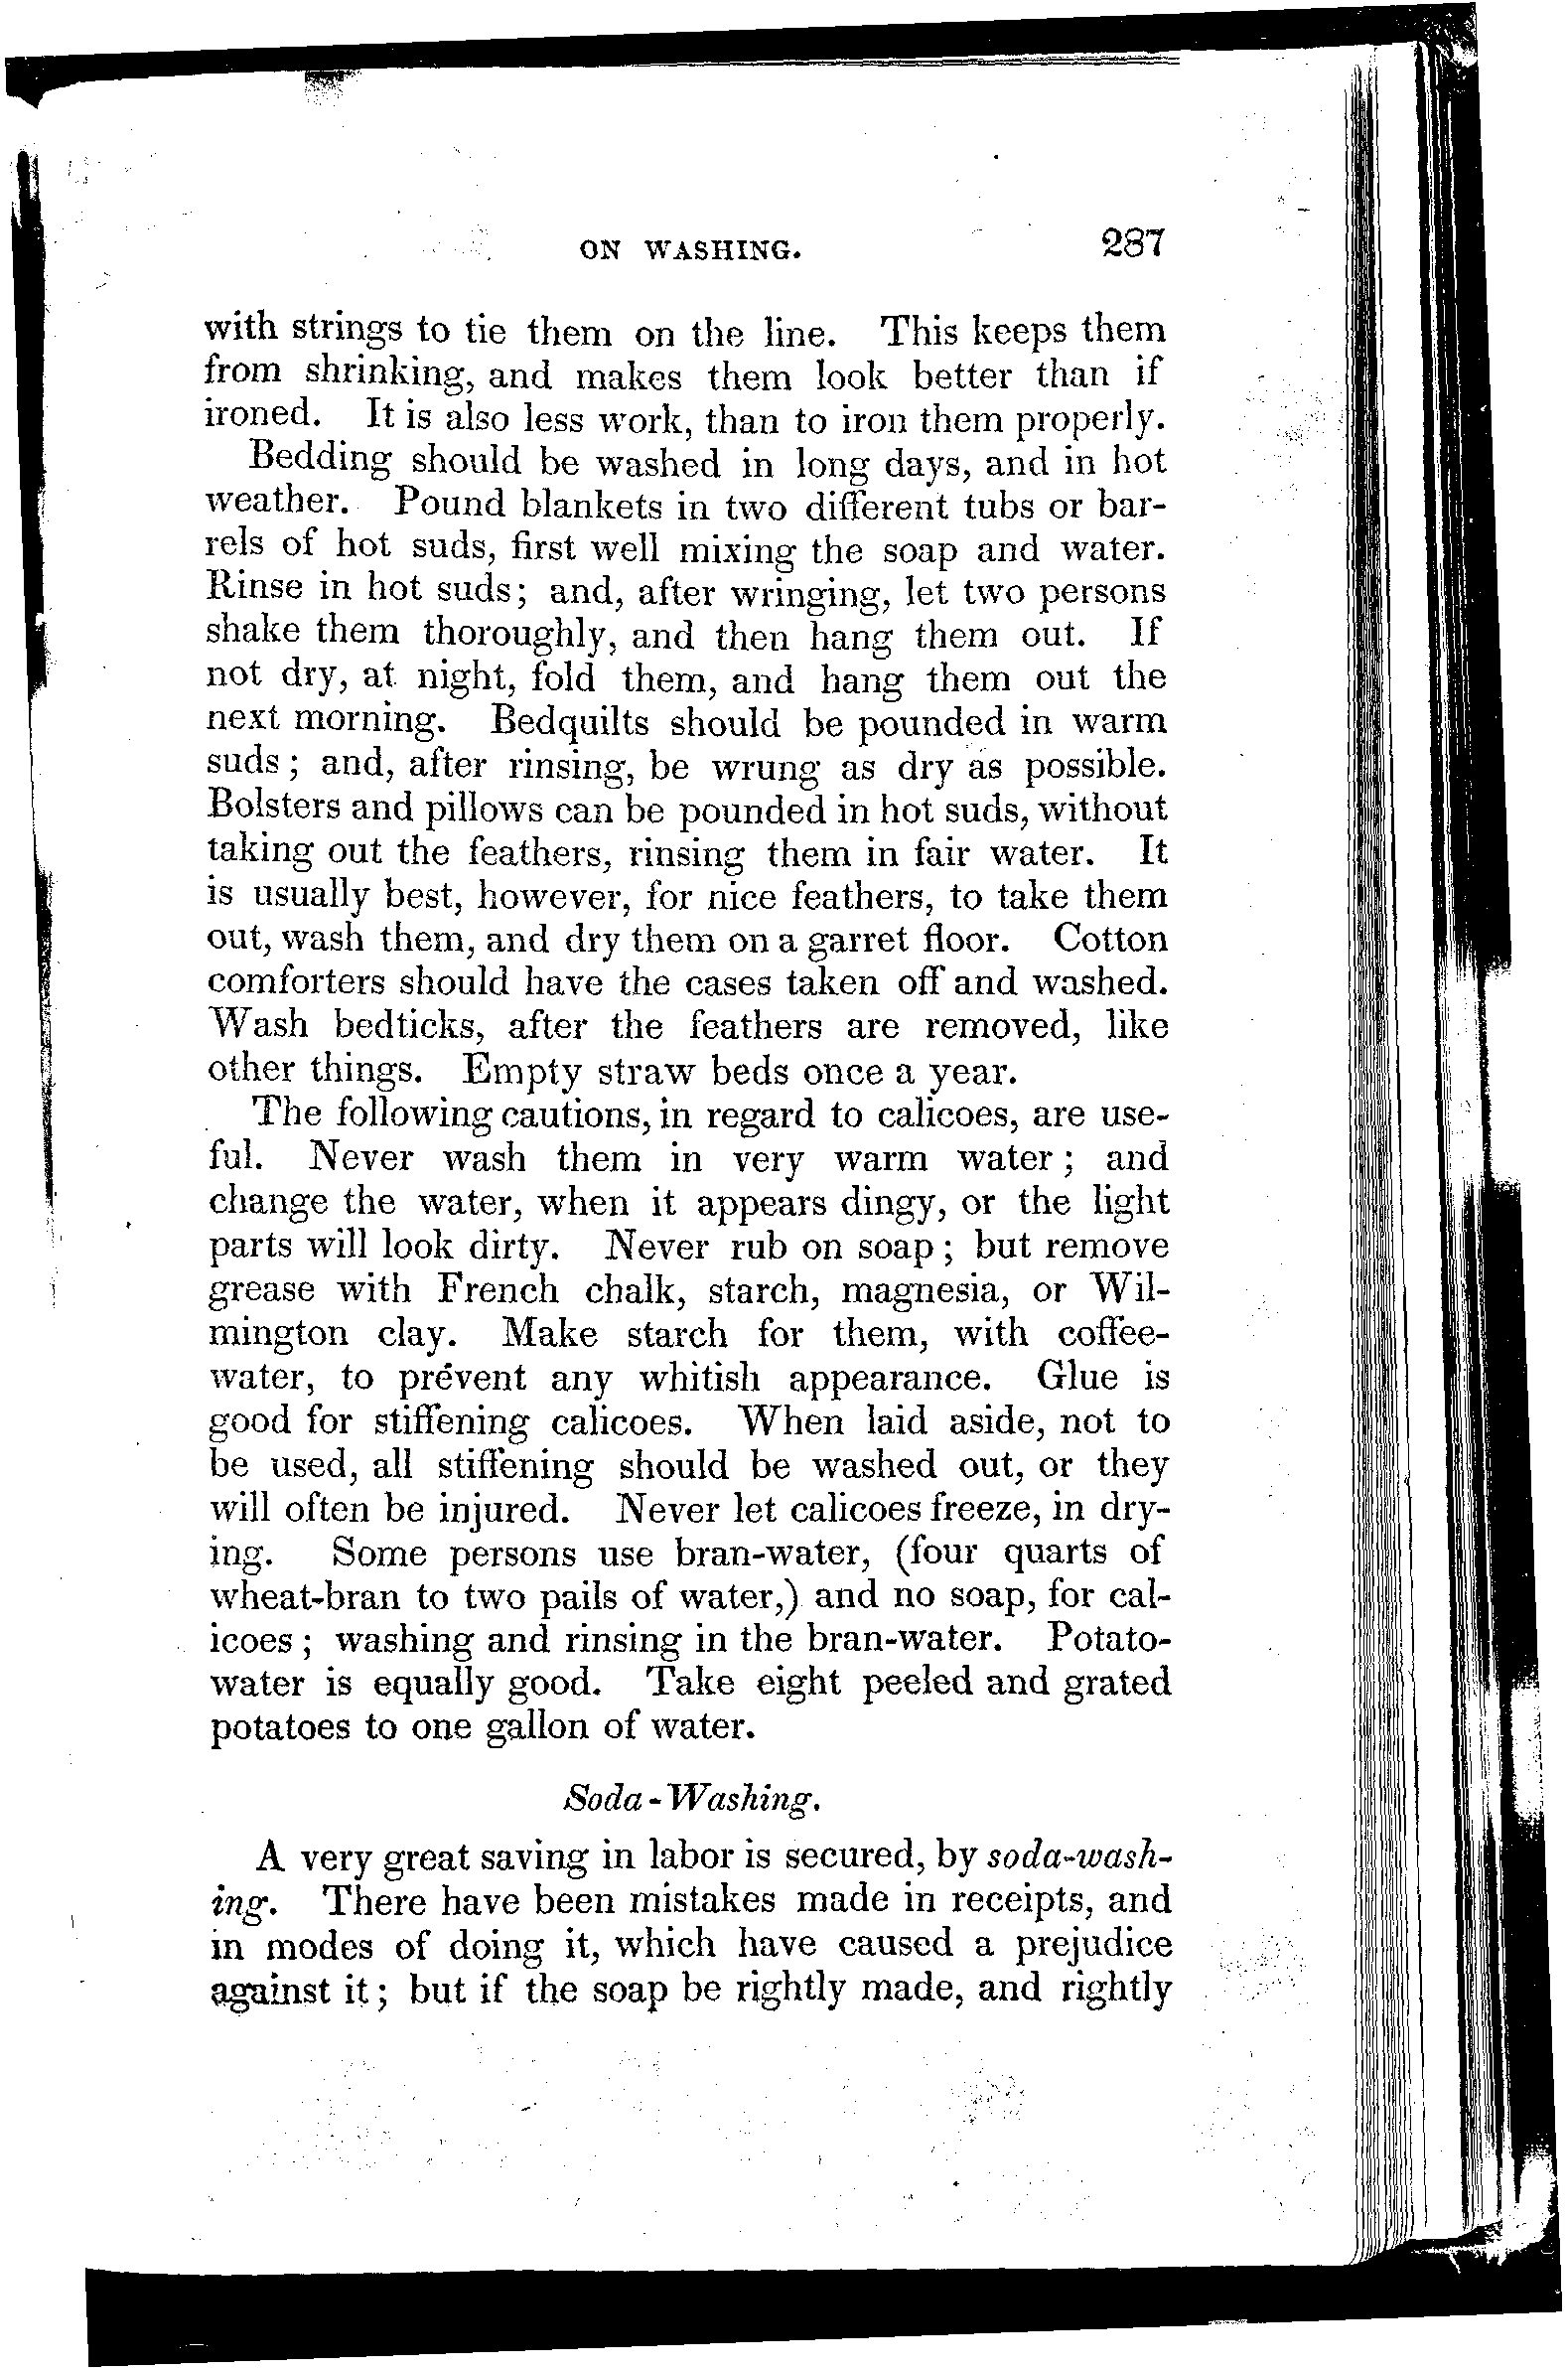 ON WASHING. 287
with strings to tie them on the line. This keeps them
from shrinking, and makes them look better than if
ironed. It is also less work, than to iron them properly.
Bedding should be washed in long days, and in hot
weather. Pound blankets in two different tubs or bar-
rels of hot suds, first well mixing the soap and water.
Rinse in hot suds; and, after wringing, let two persons
shake them thoroughly, and then hang them out. If
not dry, at night, fold them, and hang them out the
next morning. Bedquilts should be pounded in warm
suds; and, after rinsing, be wrung as dry as possible.
Bolsters and pillows can be pounded in hot suds, without
taking out the feathers, rinsing them in fair water. It
is usually best, however, for nice feathers, to take them
out, wash them, and dry them on a garret floor. Cotton
comforters should have the cases taken off and washed.
Wash bedticks, after the feathers are removed, like
other things. Empty straw beds once a year.
The following cautions, in regard to calicoes, are use-
ful. Never wash them in very warm water; and
change the water, when it appears dingy, or the light
parts will look dirty. Never rub on soap; but remove
grease with French chalk, starch, magnesia, or Wil-
mington clay. Make starch for them, with coffee-
water, to prevent any whitish appearance. Glue is
good for stiffening calicoes. When laid aside, not to
be used, all stiffening should be washed out, or they
will often be injured. Never let calicoes freeze, in dry-
ing. Some persons use bran-water, (four quarts of
wheat-bran to two pails of water,) and no soap, for cal-
icoes; washing and rinsing in the bran-water. Potato-
water is equally good. Take eight peeled and grated
potatoes to one gallon of water.
Soda-Washing.
A very great saving in labor is secured, by soda-wash-
ing. There have been mistakes made in receipts, and
in modes of doing it, which have caused a prejudice
against it; but if the soap be rightly made, and rightly